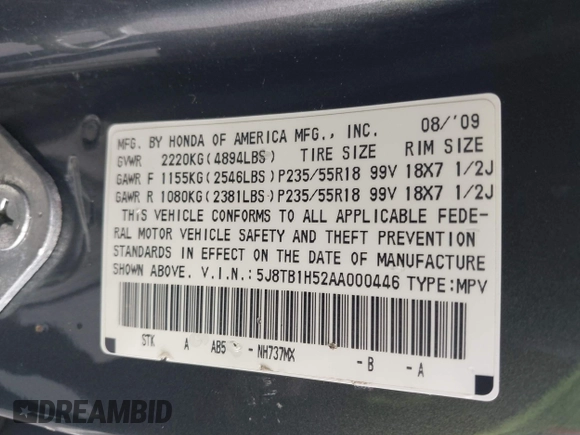 MFG. BY HONDA OF AMERICA MFG., INC. 08/'09
GVWR 2220KG(4894LBS) TIRE SIZE RIM SIZE
GAWR F 1155KG(2546LBS)P235/55R18 99V 18X7 1/2J
GAWR R 1080KG(2381LBS)P235/55R18 99V 18X7 1/2J
THIS VEHICLE CONFORMS TO ALL APPLICABLE FEDE-
RAL MOTOR VEHICLE SAFETY AND THEFT PREVENTION
STANDARDS IN EFFECT ON THE DATE OF MANUFACTURE
SHOWN ABOVE. V.I.N.:5J8TB1H52AA000446 TYPE:MPV
STK A AB5 -NH737MX -B -A
DREAMBID